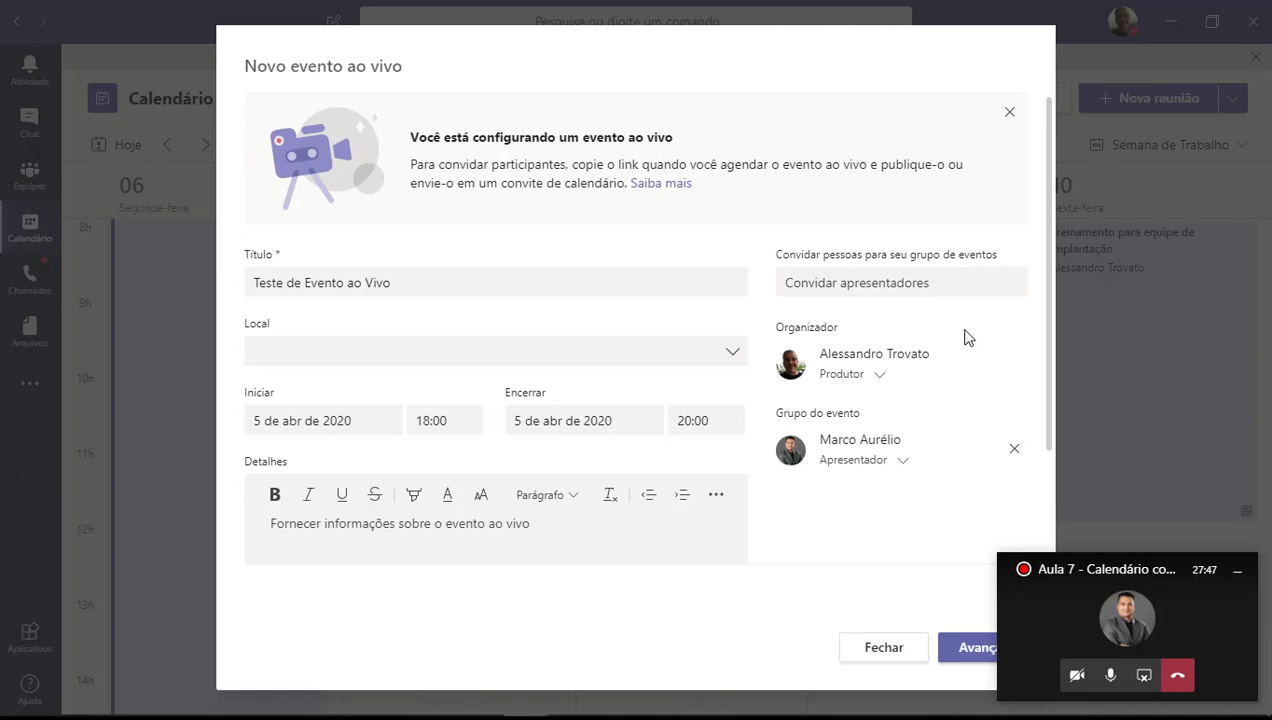 Pesquise ou digite um comando
Atividade
Chat
Equipes
Calendário
Chamadas
Arquivos
Aplicativos
Ajuda
Calendário
Nova reunião
Hoje
Semana de Trabalho
06
Segunda-feira
10
exta-feira
8h
9h
10h
11h
12h
13h
14h
reinamento para equipe de
mplantação
lessandro Trovato
Novo evento ao vivo
Você está configurando um evento ao vivo
Para convidar participantes, copie o link quando você agendar o evento ao vivo e publique-o ou
envie-o em um convite de calendário. Saiba mais
Título *
Teste de Evento ao Vivo
Local
Iniciar
5 de abr de 2020 18:00
Encerrar
5 de abr de 2020 20:00
Detalhes
B I U S A AA Parágrafo
Fornecer informações sobre o evento ao vivo
Convidar pessoas para seu grupo de eventos
Convidar apresentadores
Organizador
Alessandro Trovato
Produtor
Grupo do evento
Marco Aurélio
Apresentador
Fechar
Avança
Aula 7 - Calendário co... 27:47